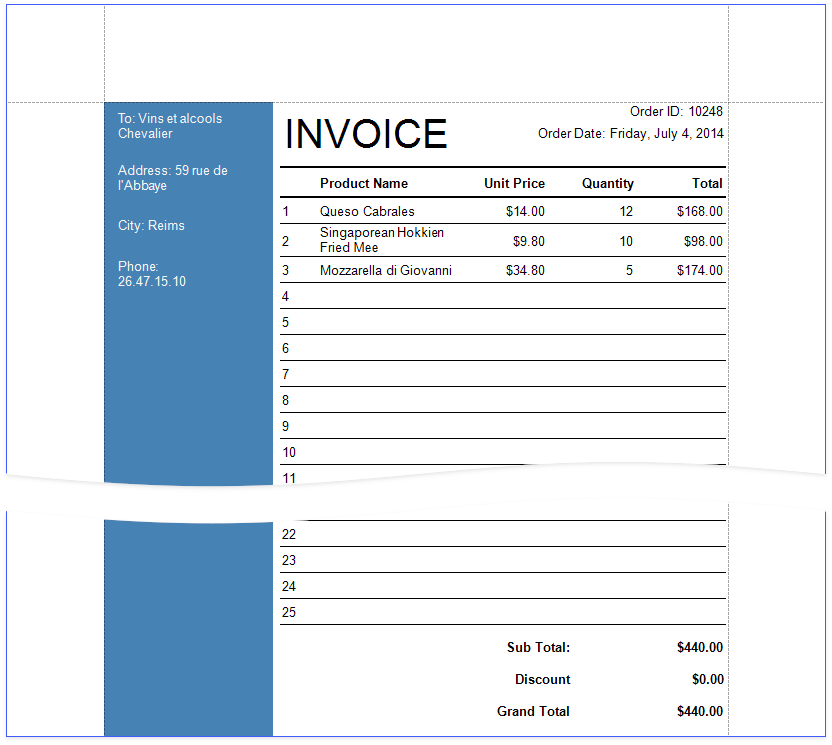 To: Vins et alcools
Chevalier
Address: 59 rue de
l'Abbaye
City: Reims
Phone:
26.47.15.10
INVOICE
Order ID: 10248
Order Date: Friday, July 4, 2014
Product Name Unit Price Quantity Total
1 Queso Cabrales $14.00 12 $168.00
2 Singaporean Hokkien
Fried Mee $9.80 10 $98.00
3 Mozzarella di Giovanni $34.80 5 $174.00
4
5
6
7
8
9
10
11
22
23
24
25
Sub Total: $440.00
Discount $0.00
Grand Total $440.00